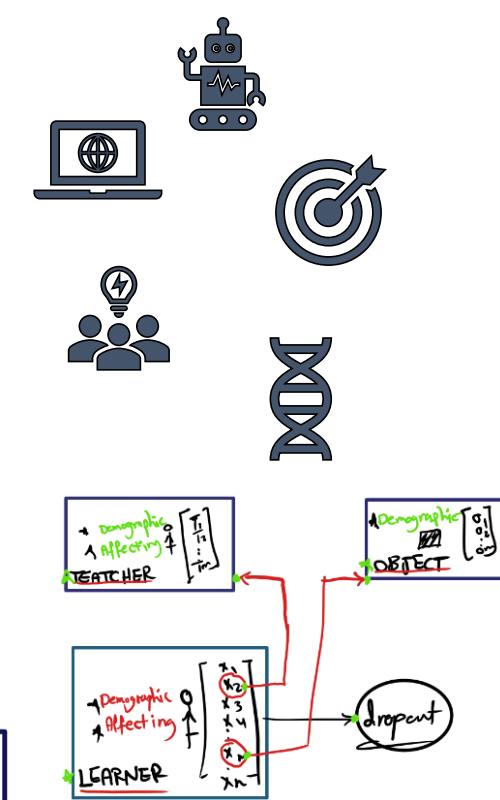 Demographic
Affecting
TEATCHER
T1
⋮
Tm
Demographic
OBJECT
O1
O2
⋮
Om
Demographic
Affecting
LEARNER
x1
x2
x3
x4
⋮
⋮
xn
dropout